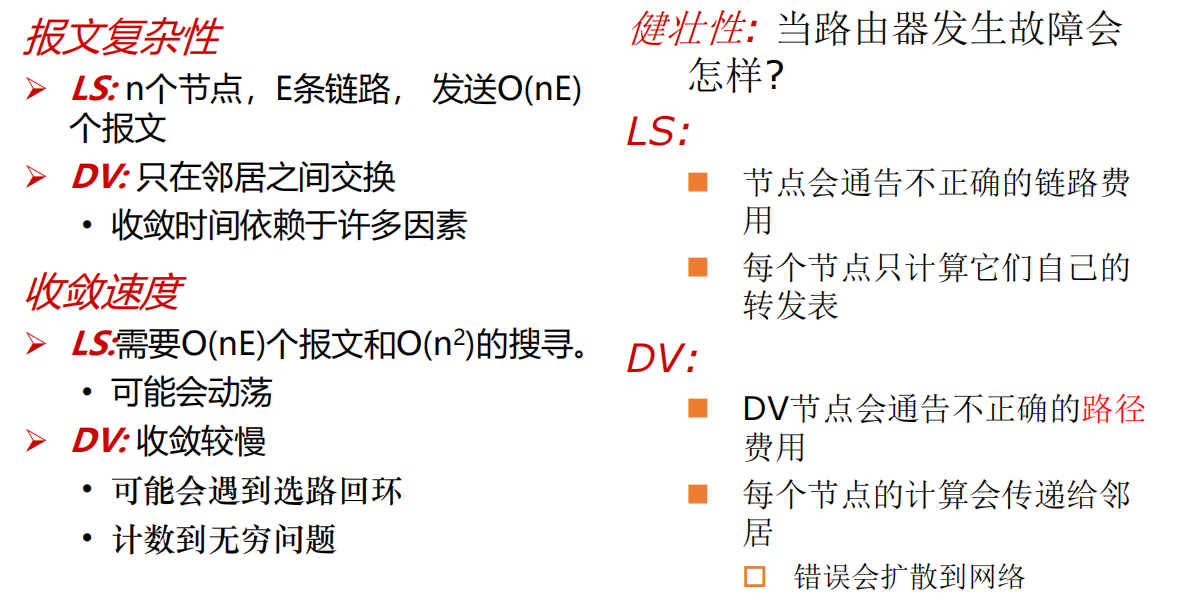 报文复杂性
LS: n个节点，E条链路， 发送O(nE)
个报文
DV: 只在邻居之间交换
• 收敛时间依赖于许多因素
收敛速度
LS:需要O(nE)个报文和O(n²)的搜寻。
• 可能会动荡
DV: 收敛较慢
• 可能会遇到选路回环
• 计数到无穷问题
健壮性: 当路由器发生故障会
怎样?
LS:
节点会通告不正确的链路费
用
每个节点只计算它们自己的
转发表
DV:
DV节点会通告不正确的路径
费用
每个节点的计算会传递给邻
居
错误会扩散到网络